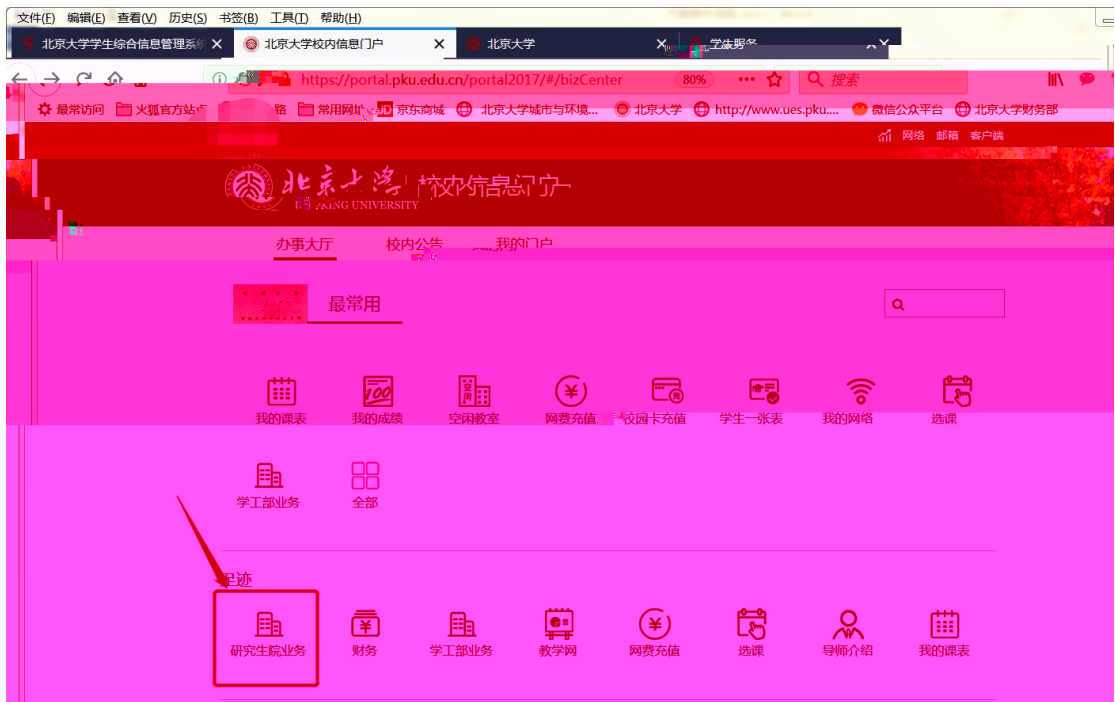 文件(F) 编辑(E) 查看(V) 历史(S) 书签(B) 工具(T) 帮助(H)
北京大学学生综合信息管理系统 北京大学校内信息门户 北京大学
https://portal.pku.edu.cn/portal2017/#/bizCenter 80% 搜索
最常访问 火狐官方站点 常用网址 京东商城 北京大学城市与环境... 北京大学 http://www.ues.pku.... 微信公众平台 北京大学财务部
网络 邮箱 客户端
北京大学 校内信息门户
PEKING UNIVERSITY
办事大厅 校内公告 我的门户
最常用
我的课表 我的成绩 空闲教室 网费充值 校园卡充值 学生一张表 我的网络 选课
学工部业务 全部
足迹
研究生院业务 财务 学工部业务 教学网 网费充值 选课 导师介绍 我的课表